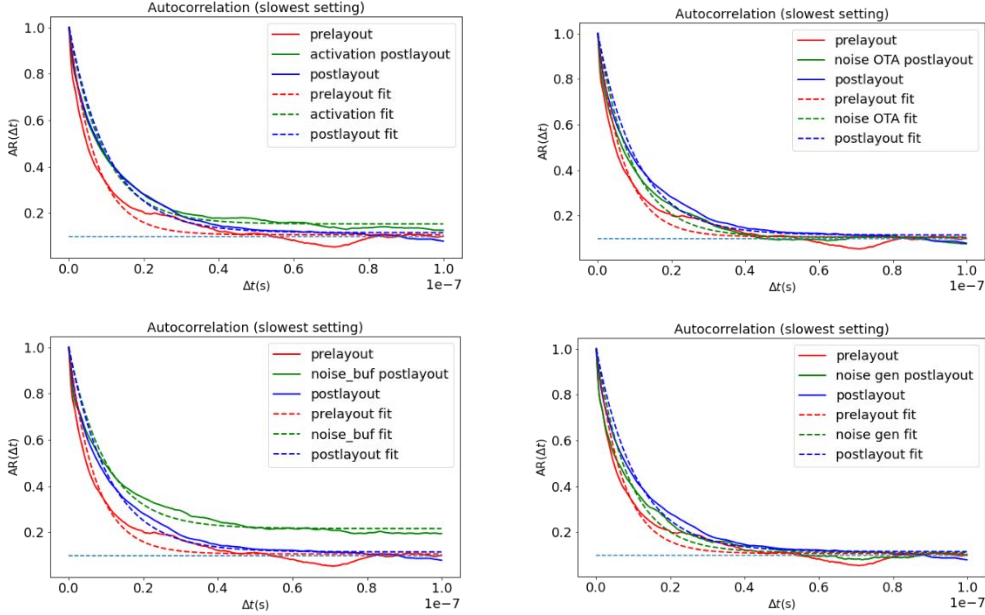 Autocorrelation (slowest setting)
AR(Δt)
1.0
0.8
0.6
0.4
0.2
prelayout
activation postlayout
postlayout
prelayout fit
activation fit
postlayout fit
0.0 0.2 0.4 0.6 0.8 1.0
Δt(s)
1e-7
Autocorrelation (slowest setting)
AR(Δt)
1.0
0.8
0.6
0.4
0.2
prelayout
noise OTA postlayout
postlayout
prelayout fit
noise OTA fit
postlayout fit
0.0 0.2 0.4 0.6 0.8 1.0
Δt(s)
1e-7
Autocorrelation (slowest setting)
AR(Δt)
1.0
0.8
0.6
0.4
0.2
prelayout
noise_buf postlayout
postlayout
prelayout fit
noise_buf fit
postlayout fit
0.0 0.2 0.4 0.6 0.8 1.0
Δt(s)
1e-7
Autocorrelation (slowest setting)
AR(Δt)
1.0
0.8
0.6
0.4
0.2
prelayout
noise gen postlayout
postlayout
prelayout fit
noise gen fit
postlayout fit
0.0 0.2 0.4 0.6 0.8 1.0
Δt(s)
1e-7